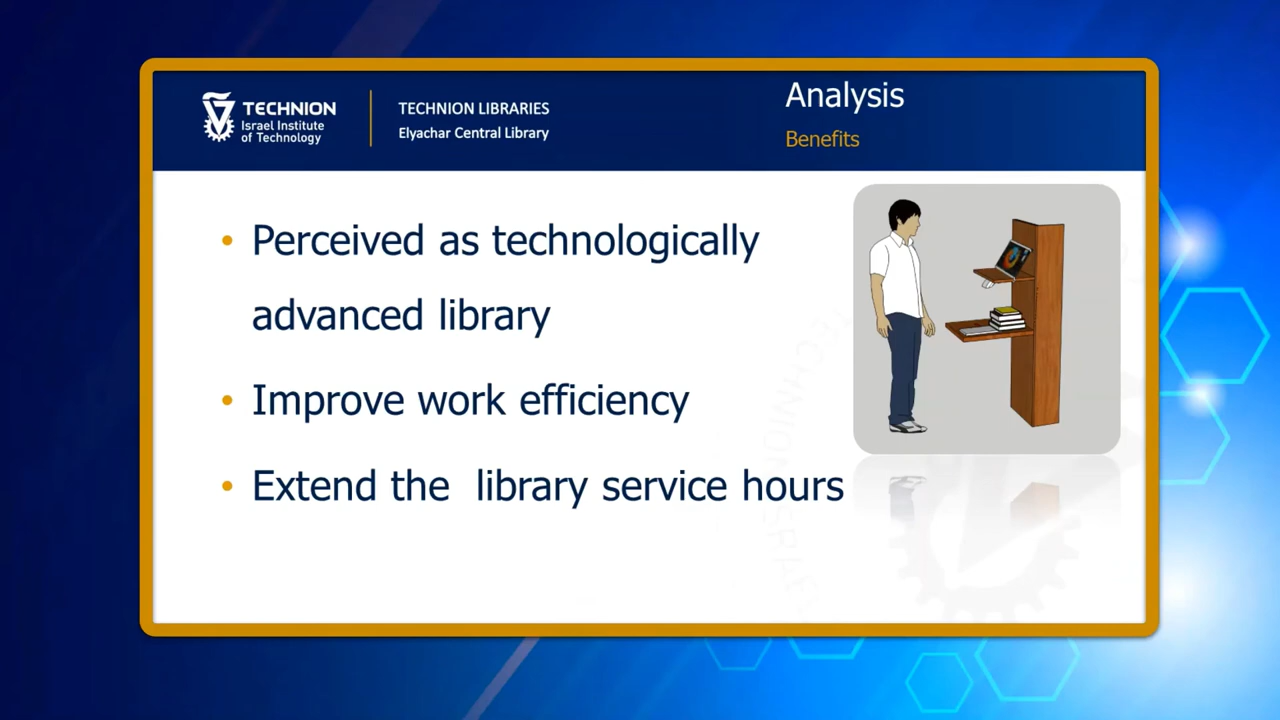 TECHNION
Israel Institute
of Technology
TECHNION LIBRARIES
Elyachar Central Library
Analysis
Benefits
• Perceived as technologically
advanced library
• Improve work efficiency
• Extend the library service hours